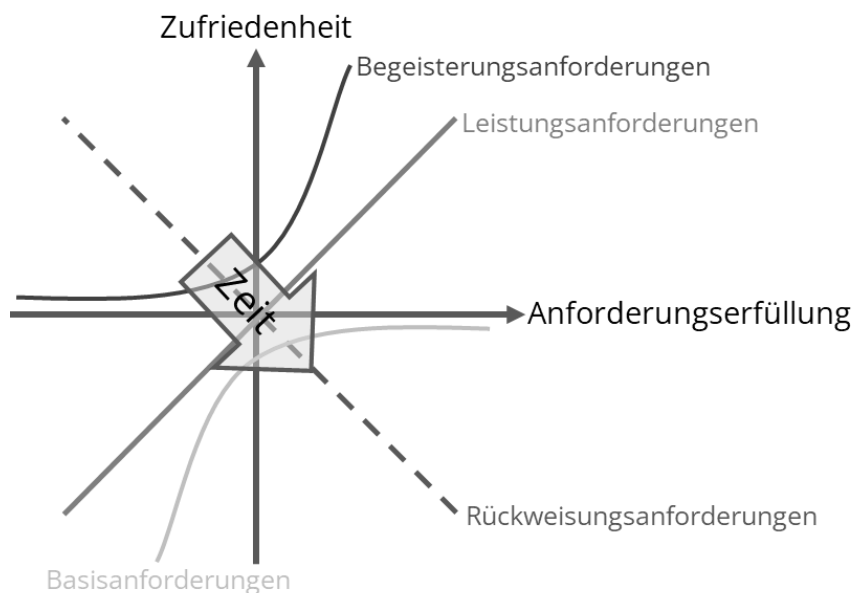 Zufriedenheit
Begeisterungsanforderungen
Leistungsanforderungen
Zeit
Anforderungserfüllung
Rückweisungsanforderungen
Basisanforderungen